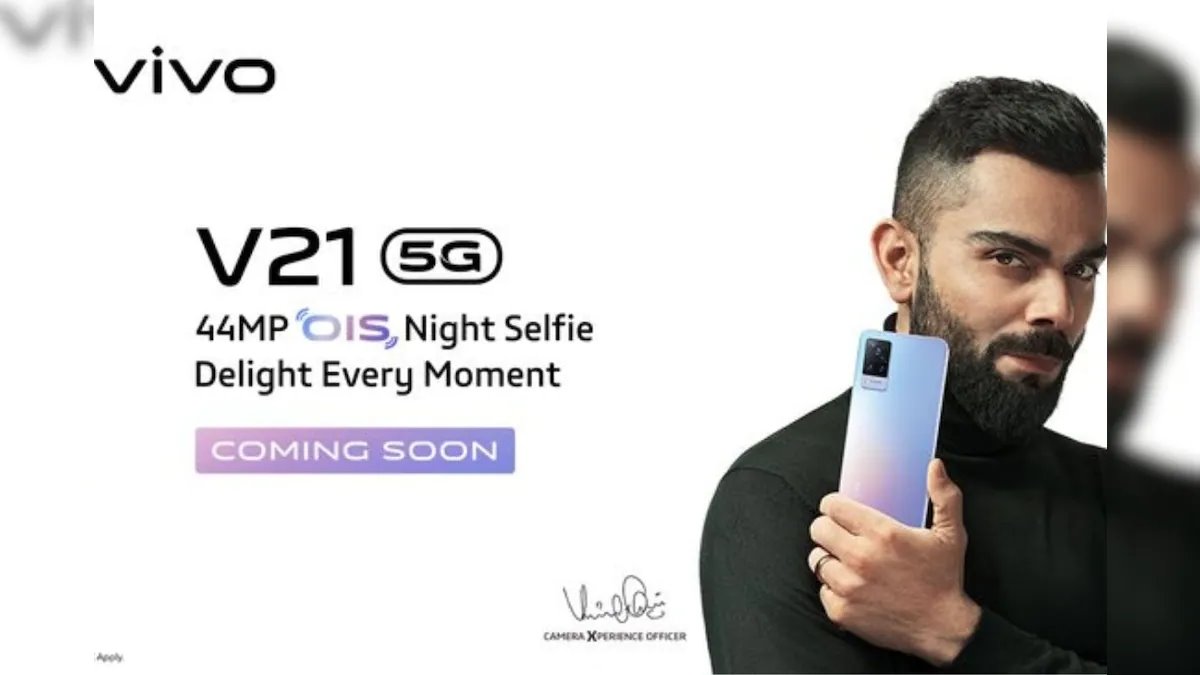 vivo
V21 5G
44MP OIS Night Selfie
Delight Every Moment
COMING SOON
CAMERA XPERIENCE OFFICER
Apply.